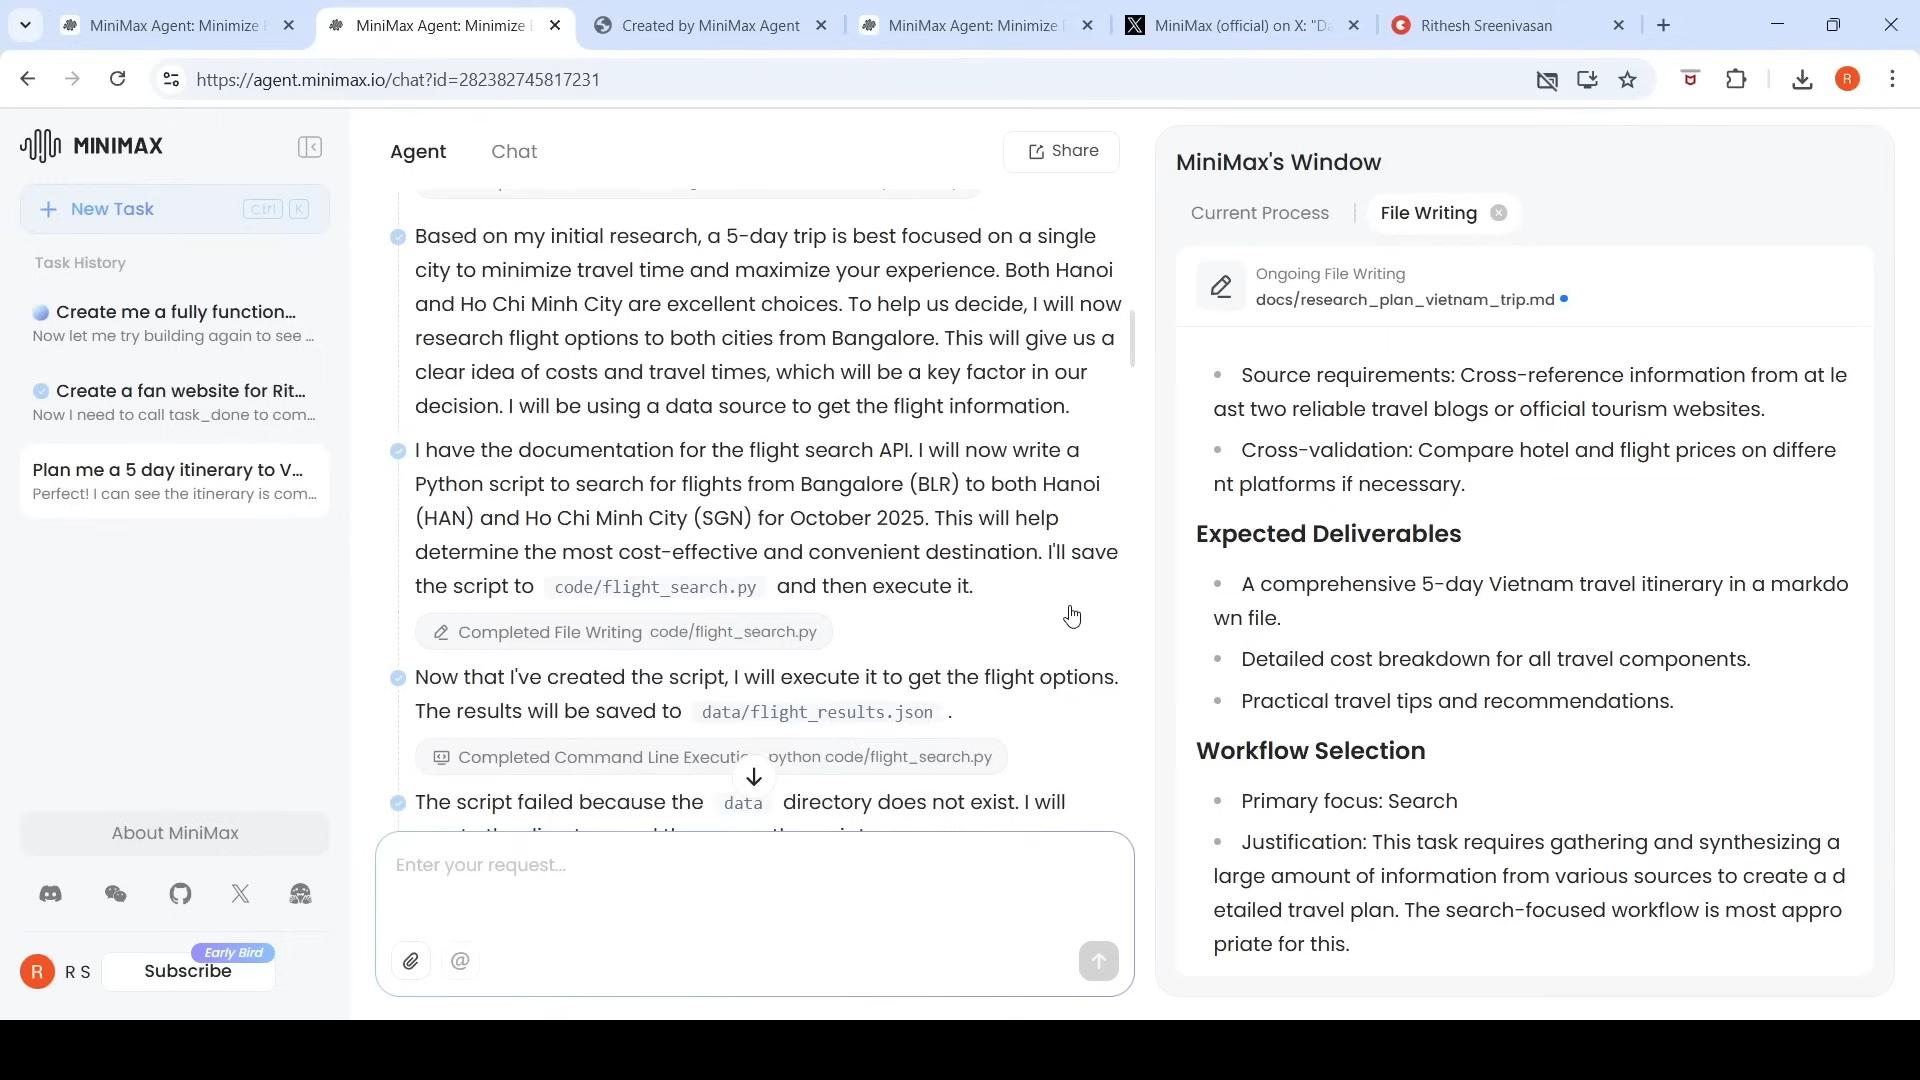 MiniMax Agent: Minimize
MiniMax Agent: Minimize
Created by MiniMax Agent
MiniMax Agent: Minimize
MiniMax (official) on X: "Da
Rithesh Sreenivasan
https://agent.minimax.io/chat?id=282382745817231
R
MINIMAX
New Task
Ctrl K
Task History
Create me a fully function...
Now let me try building again to see ...
Create a fan website for Rit...
Now I need to call task_done to com...
Plan me a 5 day itinerary to V...
Perfect! I can see the itinerary is com...
About MiniMax
Early Bird
R
R S
Subscribe
Agent
Chat
Share
Based on my initial research, a 5-day trip is best focused on a single
city to minimize travel time and maximize your experience. Both Hanoi
and Ho Chi Minh City are excellent choices. To help us decide, I will now
research flight options to both cities from Bangalore. This will give us a
clear idea of costs and travel times, which will be a key factor in our
decision. I will be using a data source to get the flight information.
I have the documentation for the flight search API. I will now write a
Python script to search for flights from Bangalore (BLR) to both Hanoi
(HAN) and Ho Chi Minh City (SGN) for October 2025. This will help
determine the most cost-effective and convenient destination. I'll save
the script to code/flight_search.py and then execute it.
Completed File Writing code/flight_search.py
Now that I've created the script, I will execute it to get the flight options.
The results will be saved to data/flight_results.json .
Completed Command Line Executio python code/flight_search.py
The script failed because the data directory does not exist. I will
Enter your request...
@
MiniMax's Window
Current Process
File Writing
Ongoing File Writing
docs/research_plan_vietnam_trip.md
• Source requirements: Cross-reference information from at le
ast two reliable travel blogs or official tourism websites.
• Cross-validation: Compare hotel and flight prices on differe
nt platforms if necessary.
Expected Deliverables
• A comprehensive 5-day Vietnam travel itinerary in a markdo
wn file.
• Detailed cost breakdown for all travel components.
• Practical travel tips and recommendations.
Workflow Selection
• Primary focus: Search
• Justification: This task requires gathering and synthesizing a
large amount of information from various sources to create a d
etailed travel plan. The search-focused workflow is most appro
priate for this.